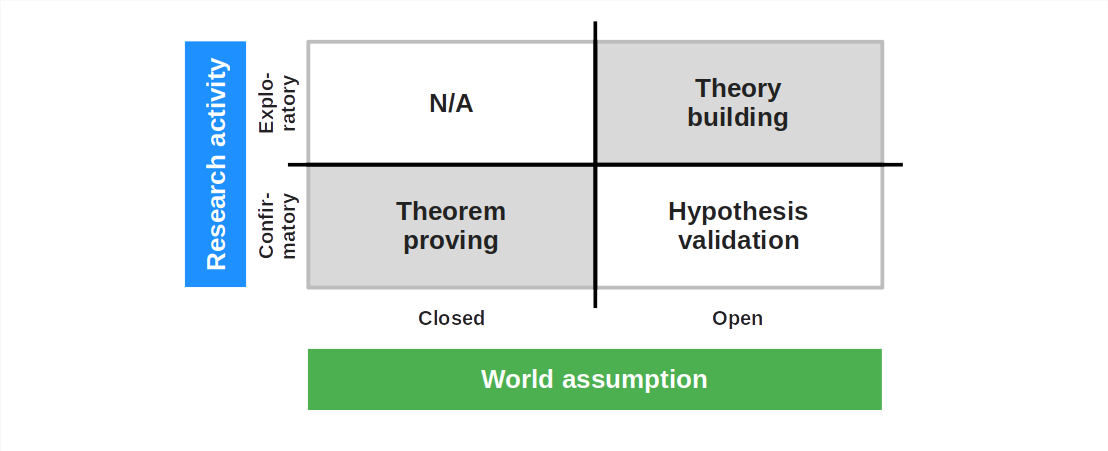 Research activity
Explo-
ratory
N/A
Theory
building
Confir-
matory
Theorem
proving
Hypothesis
validation
Closed
Open
World assumption